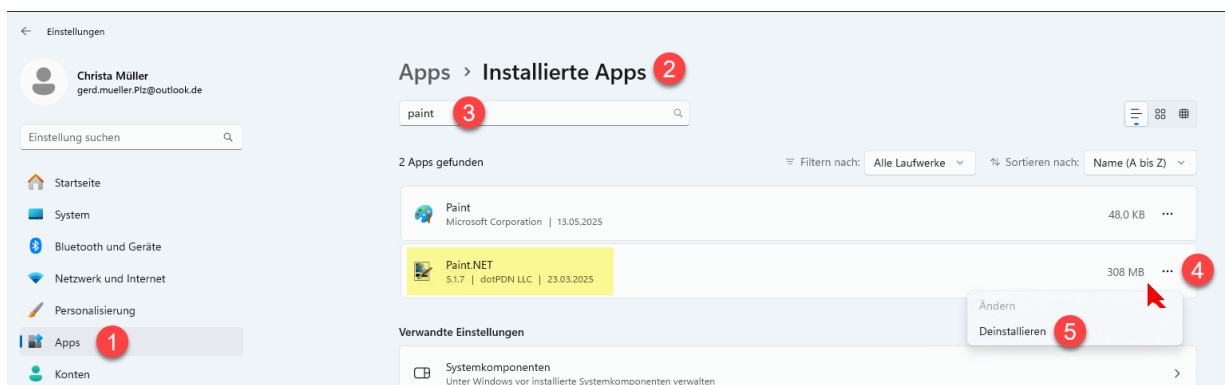 Einstellungen
Christa Müller
gerd.mueller.Plz@outlook.de
Einstellung suchen
Startseite
System
Bluetooth und Geräte
Netzwerk und Internet
Personalisierung
Apps 1
Konten
Apps > Installierte Apps 2
paint 3
2 Apps gefunden
Filtern nach: Alle Laufwerke
Sortieren nach: Name (A bis Z)
Paint
Microsoft Corporation | 13.05.2025
48,0 KB
Paint.NET
5.1.7 | dotPDN LLC | 23.03.2025
308 MB
4
Ändern
Deinstallieren 5
Verwandte Einstellungen
Systemkomponenten
Unter Windows vor installierte Systemkomponenten verwalten